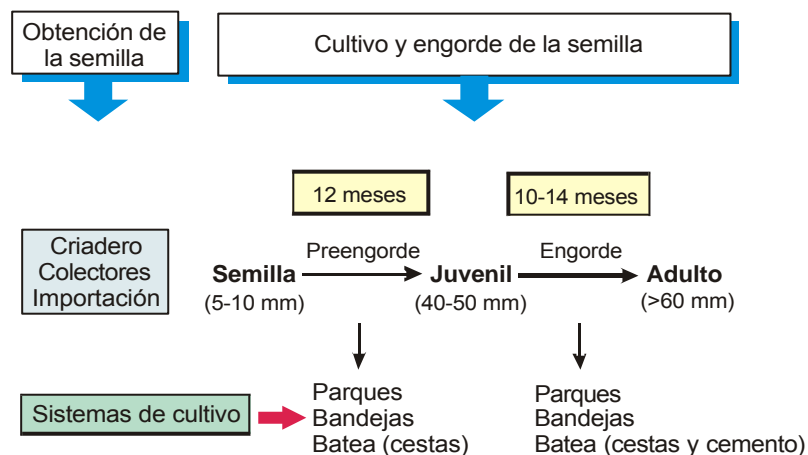 Obtención de
la semilla
Cultivo y engorde de la semilla
12 meses
10-14 meses
Criadero
Colectores
Importación
Preengorde
Engorde
Semilla
Juvenil
Adulto
(5-10 mm)
(40-50 mm)
(>60 mm)
Sistemas de cultivo
Parques
Bandejas
Batea (cestas)
Parques
Bandejas
Batea (cestas y cemento)